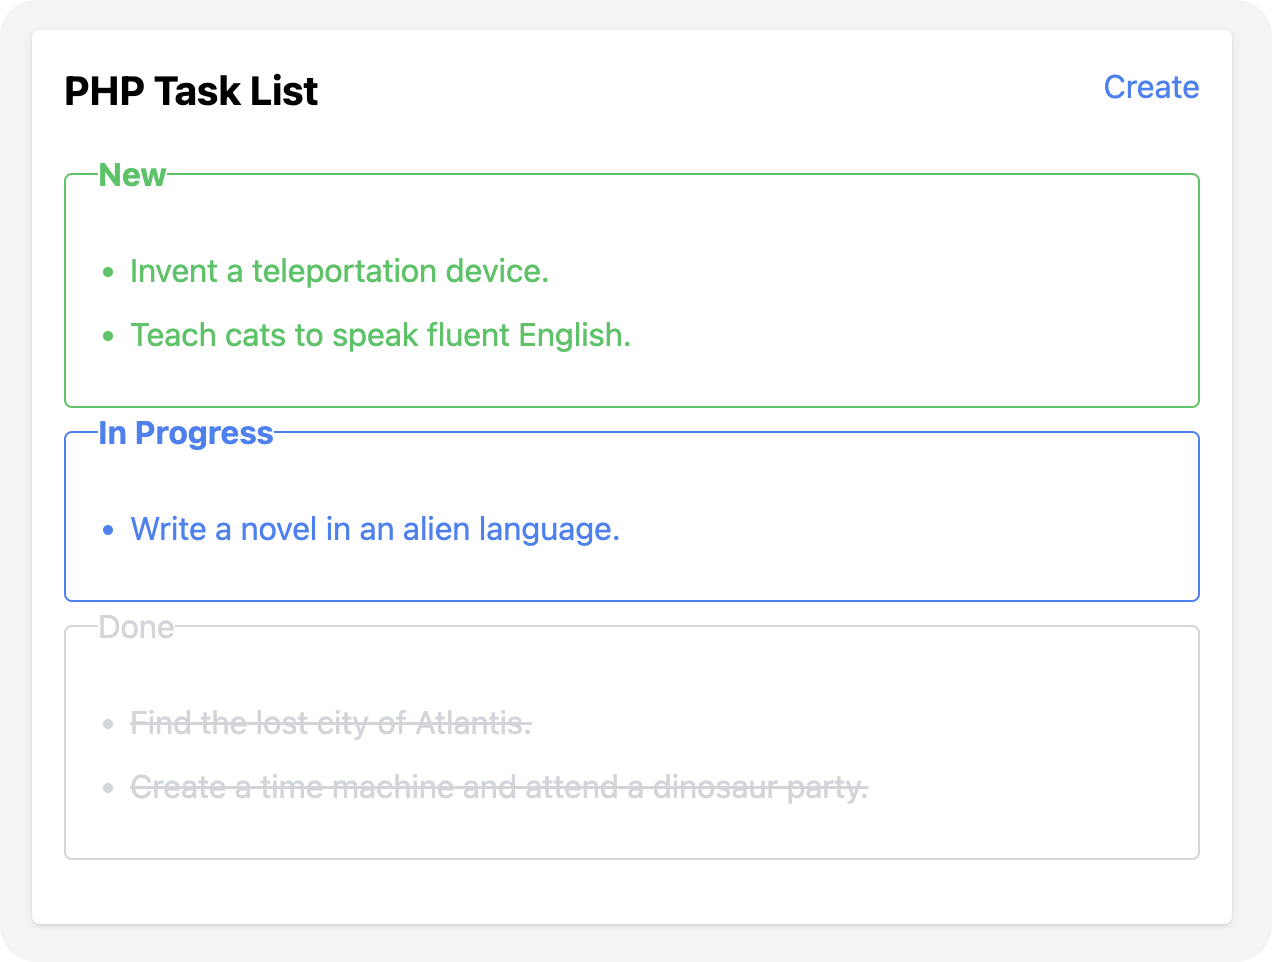 PHP Task List
Create
New
Invent a teleportation device.
Teach cats to speak fluent English.
In Progress
Write a novel in an alien language.
Done
Find the lost city of Atlantis.
Create a time machine and attend a dinosaur party.